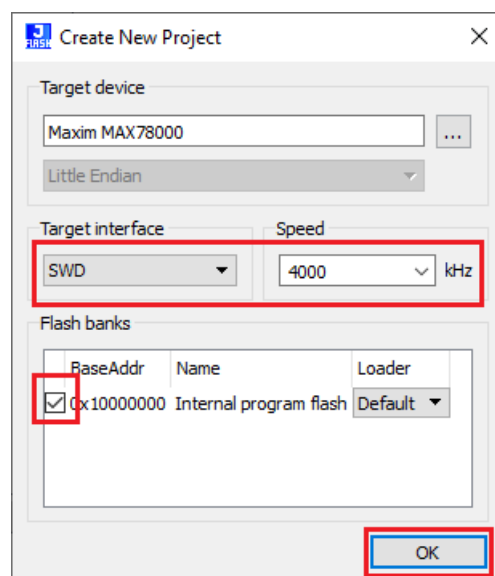 J
FLASH
Create New Project
Target device
Maxim MAX78000
...
Little Endian
Target interface
Speed
SWD
4000
kHz
Flash banks
BaseAddr Name Loader
0x10000000 Internal program flash Default
OK